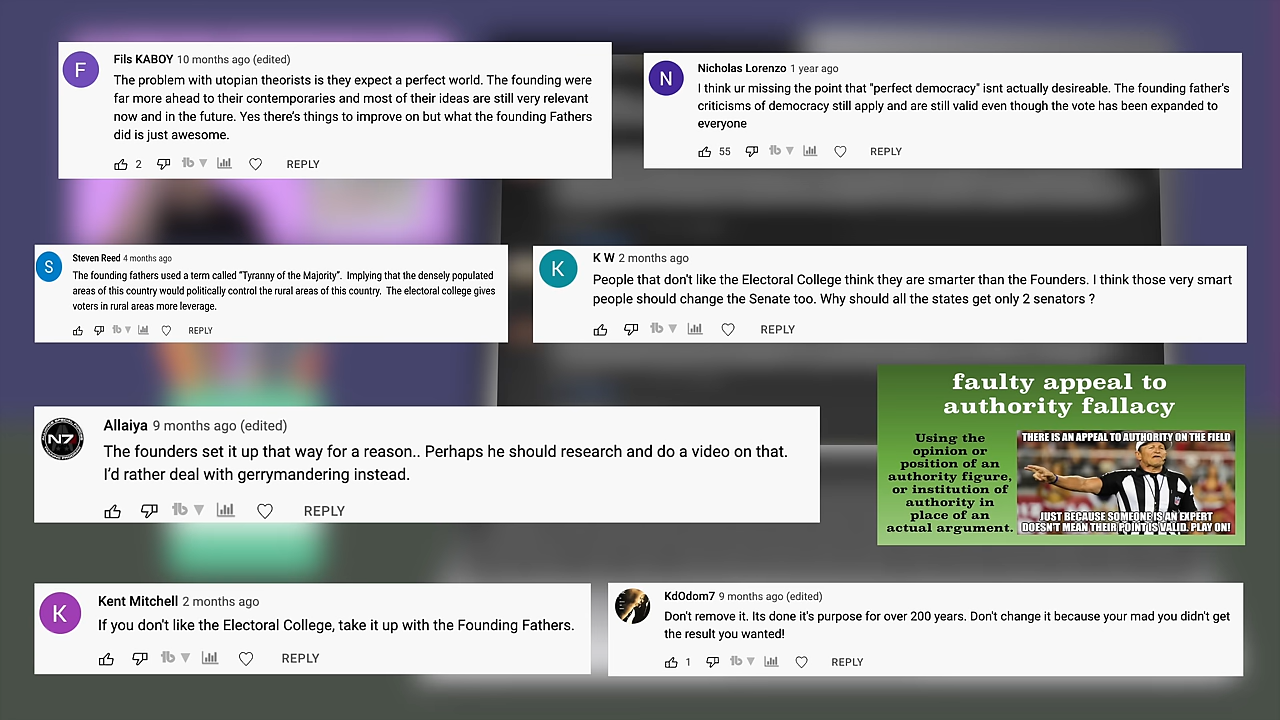 F
Fils KABOY 10 months ago (edited)
The problem with utopian theorists is they expect a perfect world. The founding were
far more ahead to their contemporaries and most of their ideas are still very relevant
now and in the future. Yes there's things to improve on but what the founding Fathers
did is just awesome.
2 tb REPLY
N
Nicholas Lorenzo 1 year ago
I think ur missing the point that "perfect democracy" isnt actually desireable. The founding father's
criticisms of democracy still apply and are still valid even though the vote has been expanded to
everyone
55 tb REPLY
S
Steven Reed 4 months ago
The founding fathers used a term called "Tyranny of the Majority". Implying that the densely populated
areas of this country would politically control the rural areas of this country. The electoral college gives
voters in rural areas more leverage.
tb REPLY
K
K W 2 months ago
People that don't like the Electoral College think they are smarter than the Founders. I think those very smart
people should change the Senate too. Why should all the states get only 2 senators ?
tb REPLY
N7
Allaiya 9 months ago (edited)
The founders set it up that way for a reason.. Perhaps he should research and do a video on that.
I'd rather deal with gerrymandering instead.
tb REPLY
faulty appeal to
authority fallacy
Using the
opinion or
position of an
authority figure,
or institution of
authority in
place of an
actual argument.
THERE IS AN APPEAL TO AUTHORITY ON THE FIELD
JUST BECAUSE SOMEONE IS AN EXPERT
DOESN'T MEAN THEIR POINT IS VALID. PLAY ON!
K
Kent Mitchell 2 months ago
If you don't like the Electoral College, take it up with the Founding Fathers.
tb REPLY
KdOdom7 9 months ago (edited)
Don't remove it. Its done it's purpose for over 200 years. Don't change it because your mad you didn't get
the result you wanted!
1 tb REPLY